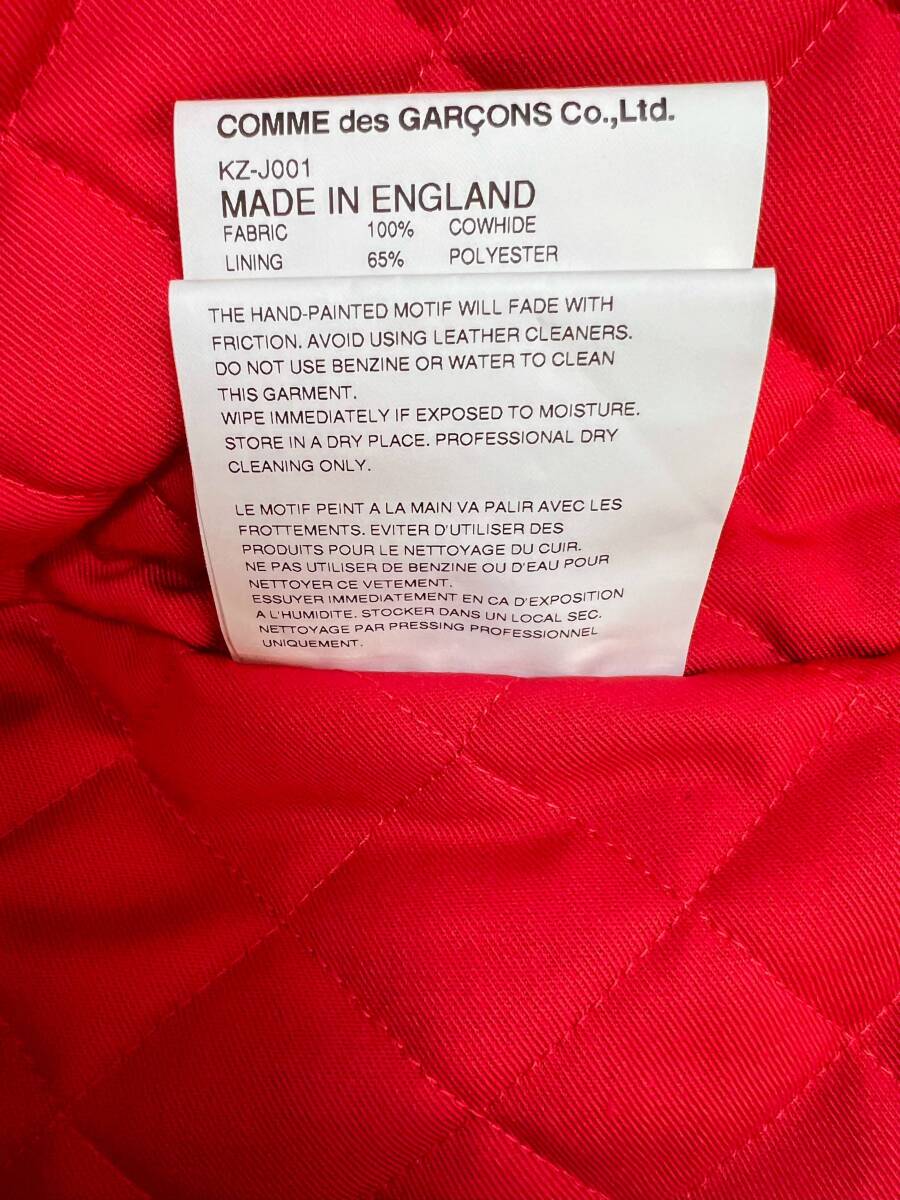 COMME des GARÇONS Co.,Ltd.
KZ-J001
MADE IN ENGLAND
FABRIC 100% COWHIDE
LINING 65% POLYESTER
THE HAND-PAINTED MOTIF WILL FADE WITH
FRICTION. AVOID USING LEATHER CLEANERS.
DO NOT USE BENZINE OR WATER TO CLEAN
THIS GARMENT.
WIPE IMMEDIATELY IF EXPOSED TO MOISTURE.
STORE IN A DRY PLACE. PROFESSIONAL DRY
CLEANING ONLY.
LE MOTIF PEINT A LA MAIN VA PALIR AVEC LES
FROTTEMENTS. EVITER D'UTILISER DES
PRODUITS POUR LE NETTOYAGE DU CUIR.
NE PAS UTILISER DE BENZINE OU D'EAU POUR
NETTOYER CE VETEMENT.
ESSUYER IMMEDIATEMENT EN CA D'EXPOSITION
A L'HUMIDITE. STOCKER DANS UN LOCAL SEC.
NETTOYAGE PAR PRESSING PROFESSIONNEL
UNIQUEMENT.